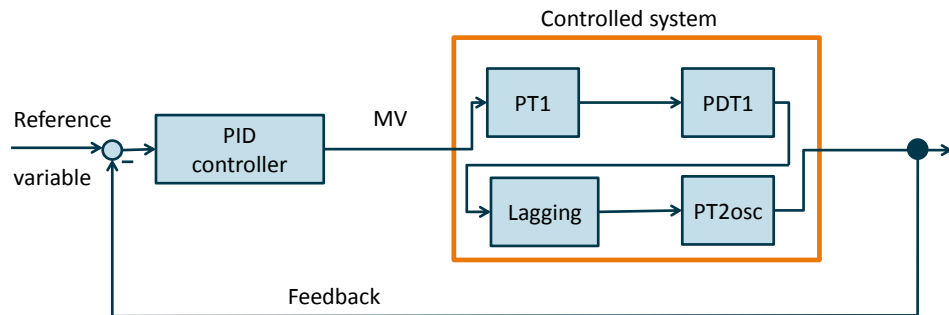 Controlled system
PT1
PDT1
Reference
variable
PID
controller
MV
Lagging
PT2osc
Feedback